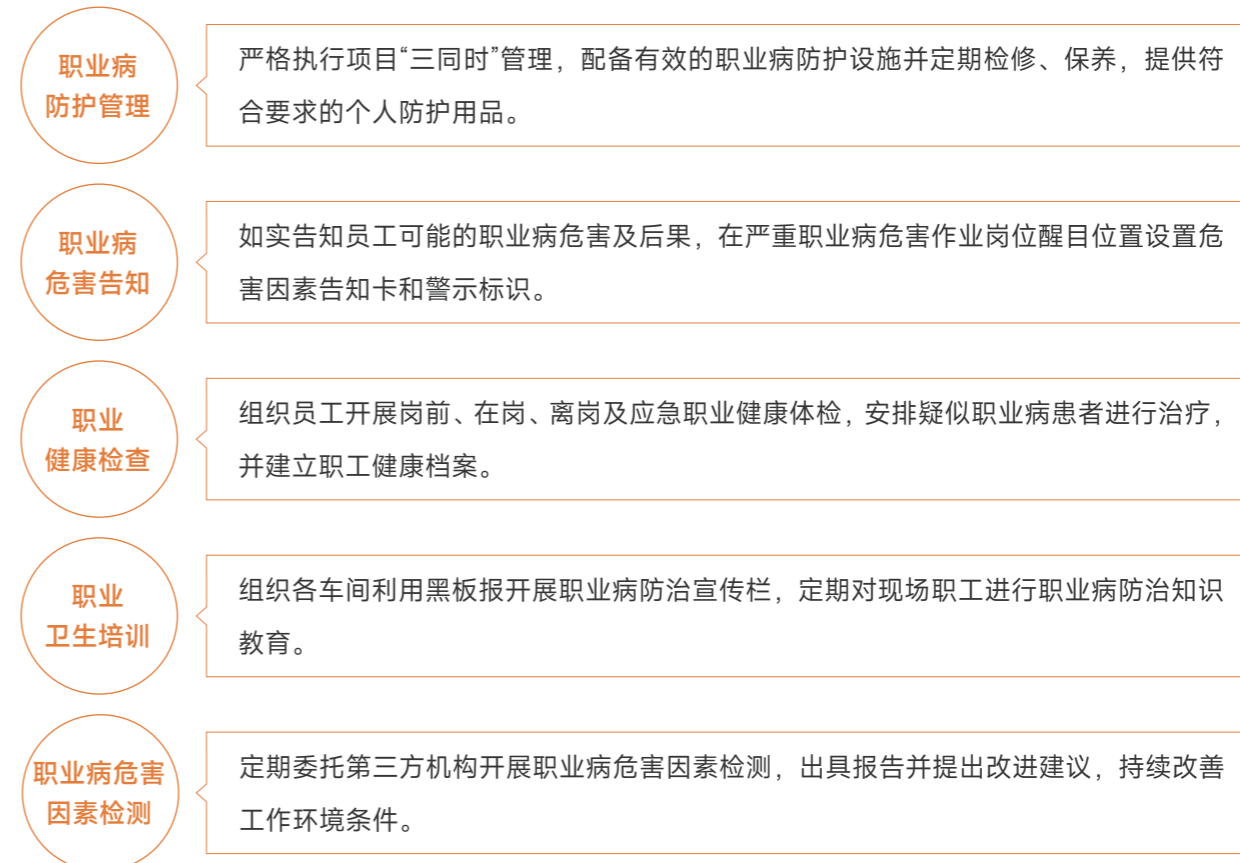 职业病
防护管理
严格执行项目“三同时”管理，配备有效的职业病防护设施并定期检修、保养，提供符
合要求的个人防护用品。
职业病
危害告知
如实告知员工可能的职业病危害及后果，在严重职业病危害作业岗位醒目位置设置危
害因素告知卡和警示标识。
职业
健康检查
组织员工开展岗前、在岗、离岗及应急职业健康体检，安排疑似职业病患者进行治疗，
并建立职工健康档案。
职业
卫生培训
组织各车间利用黑板报开展职业病防治宣传栏，定期对现场职工进行职业病防治知识
教育。
职业病危害
因素检测
定期委托第三方机构开展职业病危害因素检测，出具报告并提出改进建议，持续改善
工作环境条件。